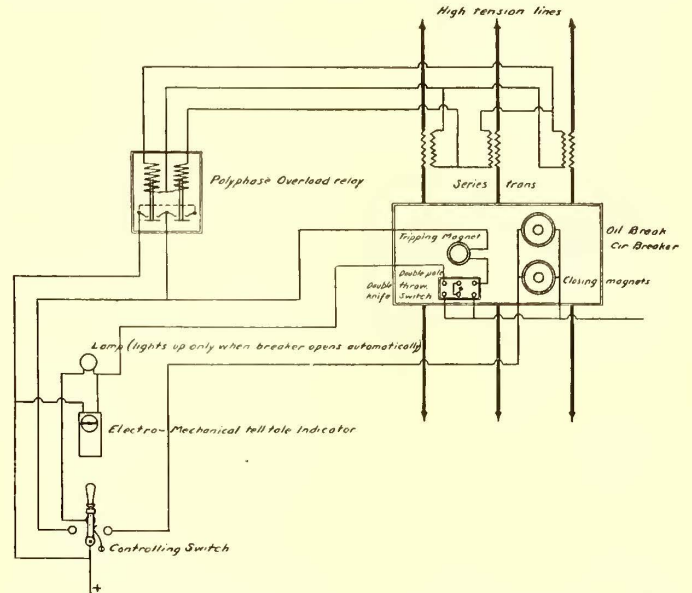 High tension lines
Polyphase Overload relay
Series trans
Oil Break
Cir Breaker
Tripping Magnet
Double pole
Double throw
knife Switch
Closing magnets
Lamp (lights up only when breaker opens automatically)
Electro-Mechanical tell tale Indicator
Controlling Switch
+